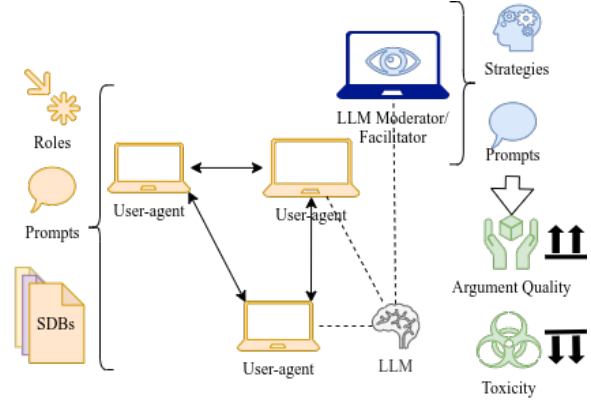 Roles
Prompts
SDBs
User-agent
User-agent
User-agent
LLM Moderator/
Facilitator
LLM
Strategies
Prompts
Argument Quality
Toxicity